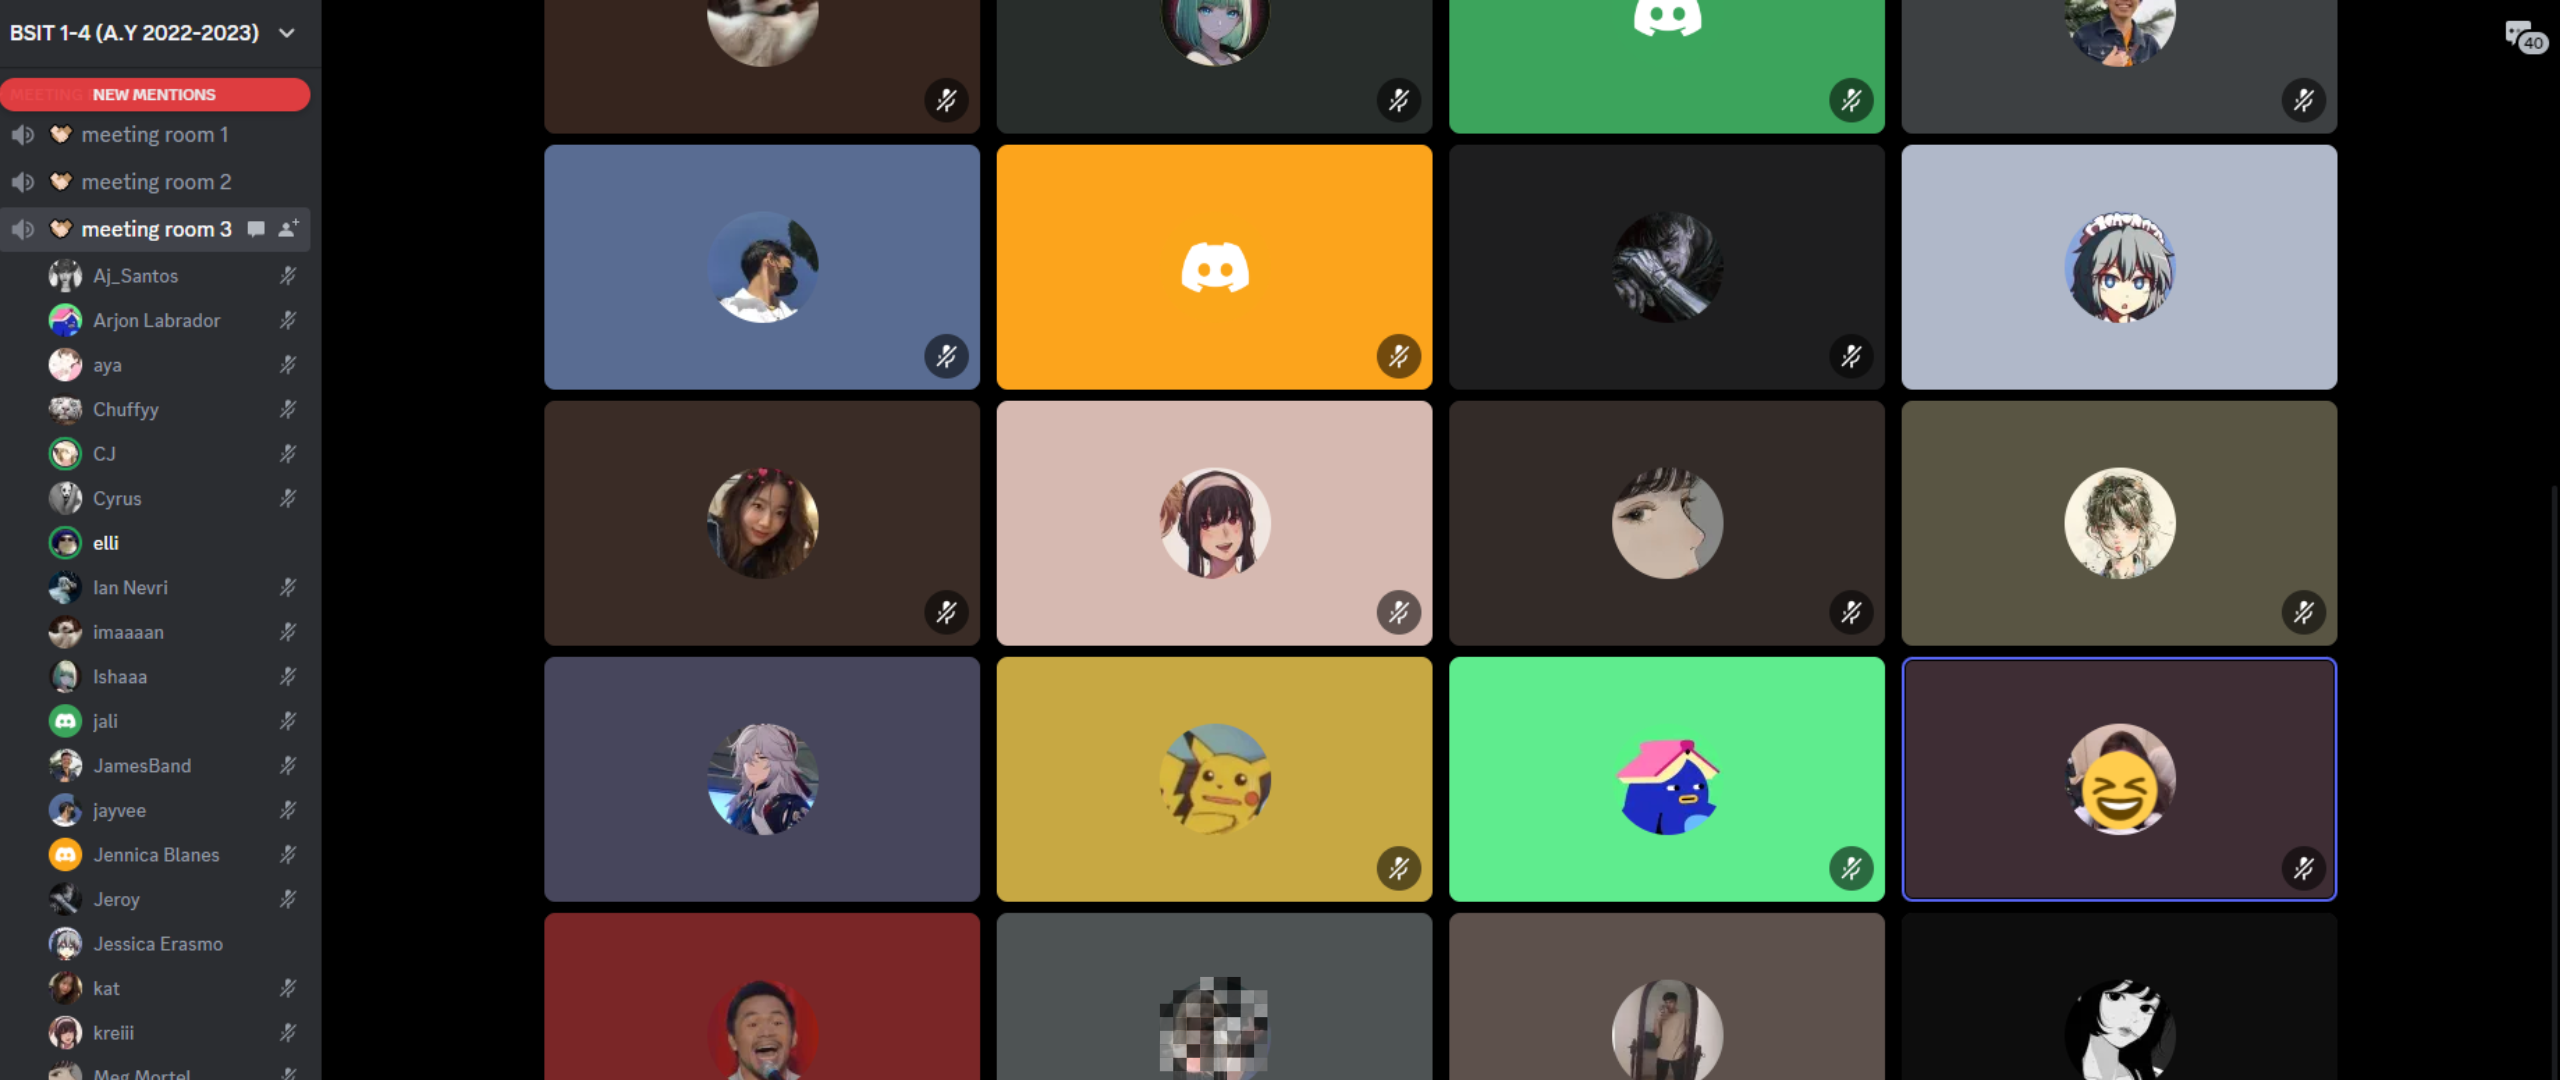 BSIT 1-4 (A.Y 2022-2023)
NEW MENTIONS
meeting room 1
meeting room 2
meeting room 3
Aj_Santos
Arjon Labrador
aya
Chuffyy
CJ
Cyrus
elli
Ian Nevri
imaaaan
Ishaaa
jali
JamesBand
jayvee
Jennica Blanes
Jeroy
Jessica Erasmo
kat
kreiii
Meg Mortel
40